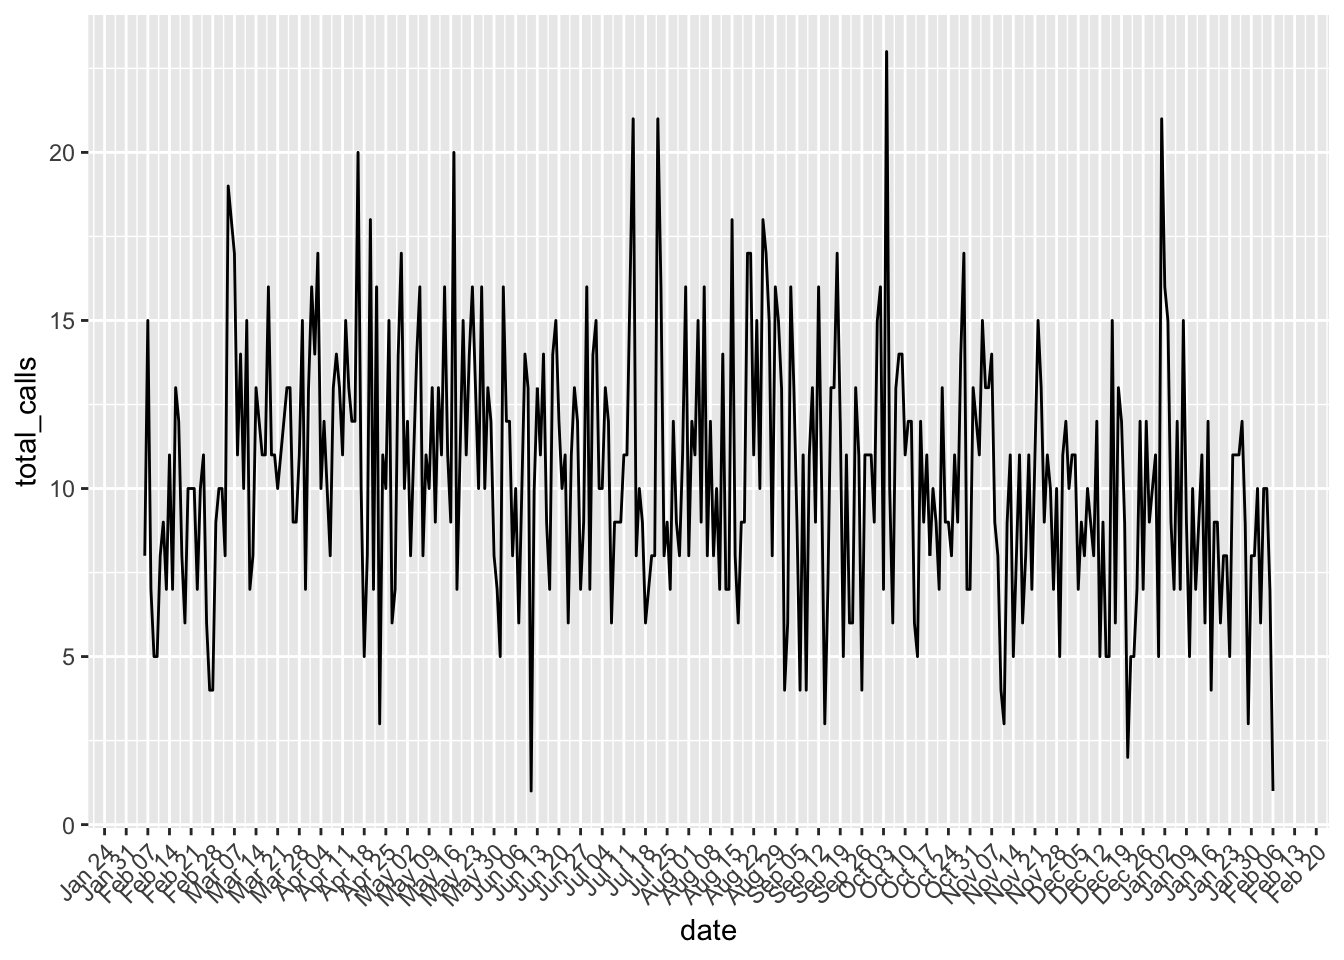 total_calls
20
15
10
5
0
Jan 24
Jan 31
Feb 07
Feb 14
Feb 21
Feb 28
Mar 07
Mar 14
Mar 21
Mar 28
Apr 04
Apr 11
Apr 18
Apr 25
May 02
May 09
May 16
May 23
May 30
Jun 06
Jun 13
Jun 20
Jun 27
Jul 04
Jul 11
Jul 18
Jul 25
Aug 01
Aug 08
Aug 15
Aug 22
Aug 29
Sep 05
Sep 12
Sep 19
Sep 26
Oct 03
Oct 10
Oct 17
Oct 24
Oct 31
Nov 07
Nov 14
Nov 21
Nov 28
Dec 05
Dec 12
Dec 19
Dec 26
Jan 02
Jan 09
Jan 16
Jan 23
Jan 30
Feb 06
Feb 13
Feb 20
date